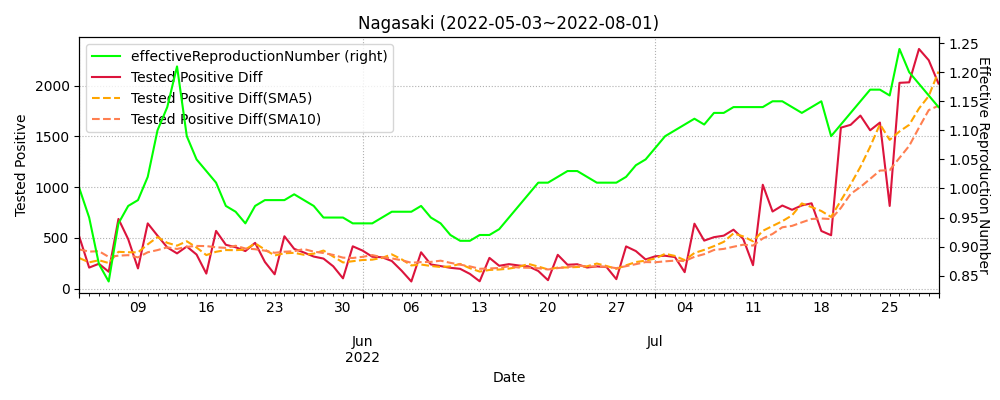 Nagasaki (2022-05-03~2022-08-01)
effectiveReproductionNumber (right)
Tested Positive Diff
Tested Positive Diff(SMA5)
Tested Positive Diff(SMA10)
Tested Positive
2000
1500
1000
500
0
1.25
1.20
1.15
1.10
1.05
1.00
0.95
0.90
0.85
Effective Reproduction Number
09 16 23 30 06 13 20 27 04 11 18 25
Jun Jul
2022
Date